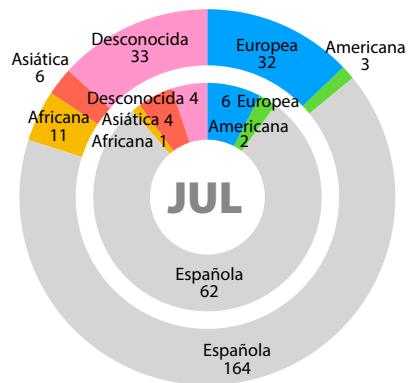 Desconocida
33
Europea
32
Americana
3
Asiática
6
Africana
11
Desconocida 4
6 Europea
Asiática 4
Americana
2
Africana 1
JUL
Española
62
Española
164